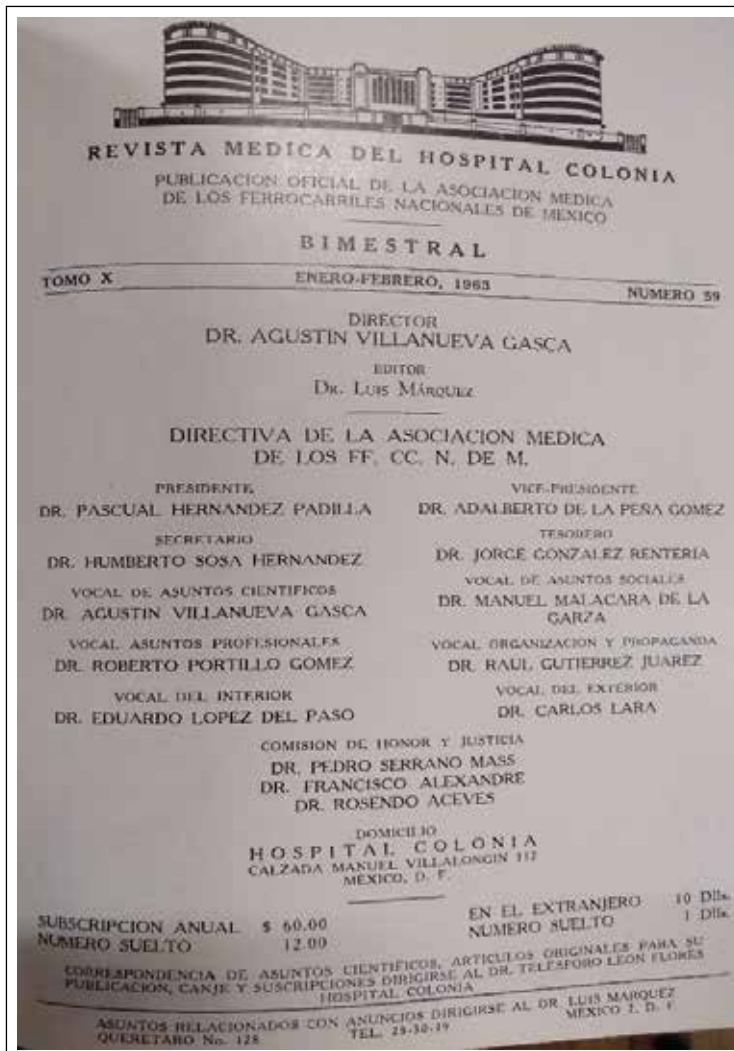 REVISTA MEDICA DEL HOSPITAL COLONIA
PUBLICACION OFICIAL DE LA ASOCIACION MEDICA
DE LOS FERROCARRILES NACIONALES DE MEXICO
BIMESTRAL
TOMO X ENERO-FEBRERO, 1963 NUMERO 59
DIRECTOR
DR. AGUSTIN VILLANUEVA GASCA
EDITOR
DR. LUIS MÁRQUEZ
DIRECTIVA DE LA ASOCIACION MEDICA
DE LOS FF. CC. N. DE M.
PRESIDENTE
DR. PASCUAL HERNANDEZ PADILLA
VICE-PRESIDENTE
DR. ADALBERTO DE LA PEÑA GOMEZ
SECRETARIO
DR. HUMBERTO SOSA HERNANDEZ
TESORERO
DR. JORGE GONZALEZ RENTERIA
VOCAL DE ASUNTOS CIENTIFICOS
DR. AGUSTIN VILLANUEVA GASCA
VOCAL DE ASUNTOS SOCIALES
DR. MANUEL MALACARA DE LA
GARZA
VOCAL ASUNTOS PROFESIONALES
DR. ROBERTO PORTILLO GOMEZ
VOCAL ORGANIZACION Y PROPAGANDA
DR. RAUL GUTIERREZ JUAREZ
VOCAL DEL INTERIOR
DR. EDUARDO LOPEZ DEL PASO
VOCAL DEL EXTERIOR
DR. CARLOS LARA
COMISION DE HONOR Y JUSTICIA
DR. PEDRO SERRANO MASS
DR. FRANCISCO ALEXANDRE
DR. ROSENDO ACEVES
DOMICILIO
HOSPITAL COLONIA
CALZADA MANUEL VILLALONGIN 112
MEXICO, D. F.
SUBSCRIPCION ANUAL $ 60.00
NUMERO SUELTO 12.00
EN EL EXTRANJERO 10 Dlls.
NUMERO SUELTO 1 Dlls.
CORRESPONDENCIA DE ASUNTOS CIENTIFICOS, ARTICULOS ORIGINALES PARA SU
PUBLICACION, CANJE Y SUSCRIPCIONES DIRIGIRSE AL DR. TELESFORO LEON FLORES
HOSPITAL COLONIA
ASUNTOS RELACIONADOS CON ANUNCIOS DIRIGIRSE AL DR. LUIS MARQUEZ
QUERETARO No. 128 TEL. MEXICO 7, D. F.